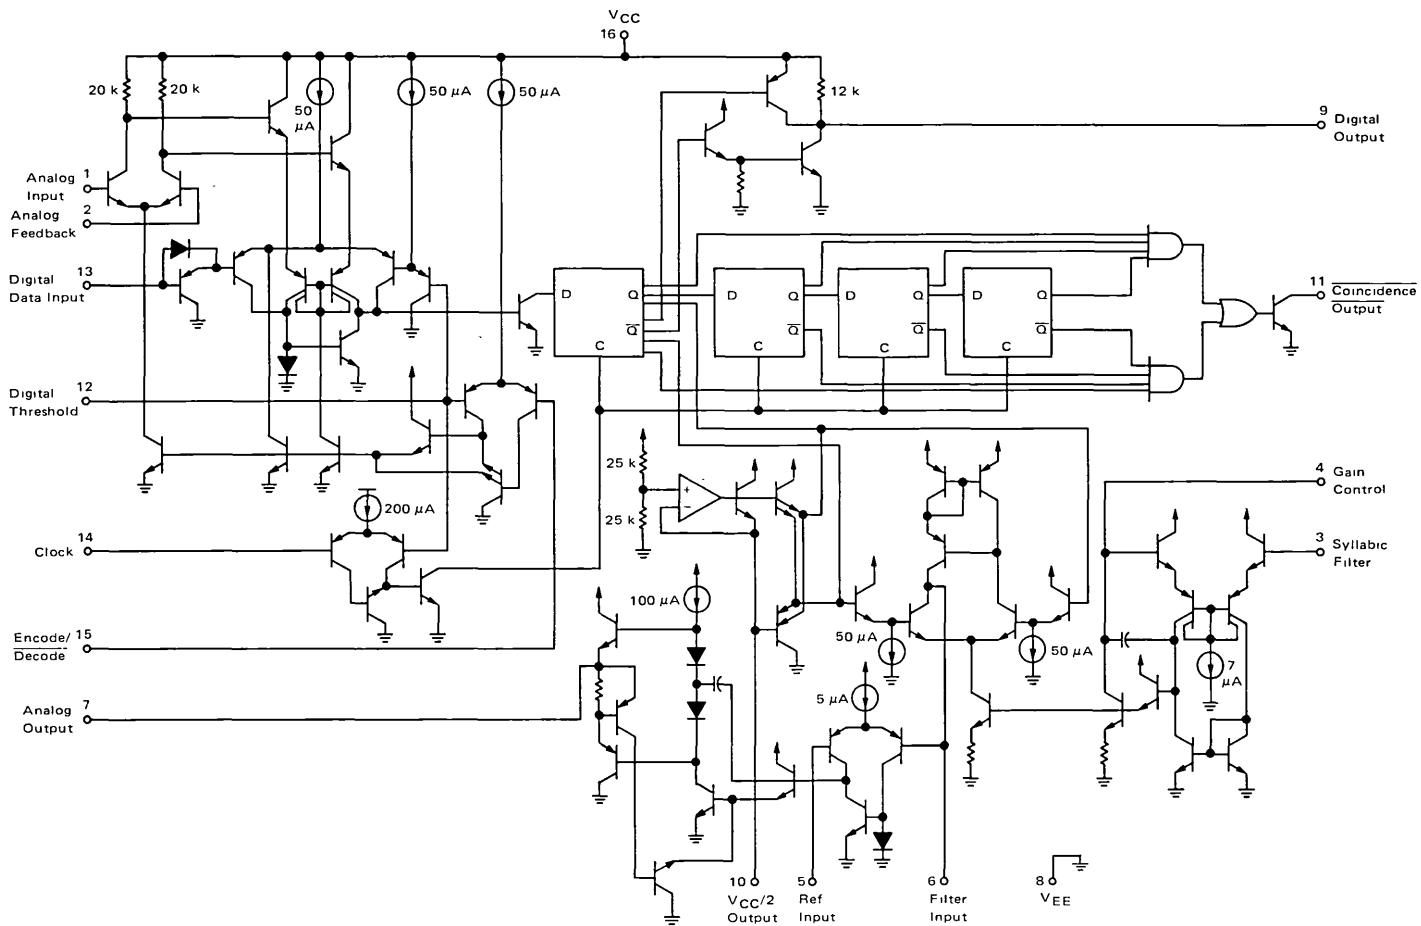 VCC
16
20 k
20 k
50
µA
50 µA
50 µA
12 k
9
Digital
Output
Analog
Input
1
Analog
Feedback
2
Digital
Data Input
13
D
Q
Q
C
D
Q
Q
C
D
Q
Q
C
D
Q
Q
C
11
Coincidence
Output
Digital
Threshold
12
25 k
25 k
+
−
4
Gain
Control
200 µA
Clock
14
3
Syllabic
Filter
100 µA
50 µA
50 µA
7
µA
Encode/
Decode
15
5 µA
Analog
Output
7
10
VCC/2
Output
5
Ref
Input
6
Filter
Input
8
VEE